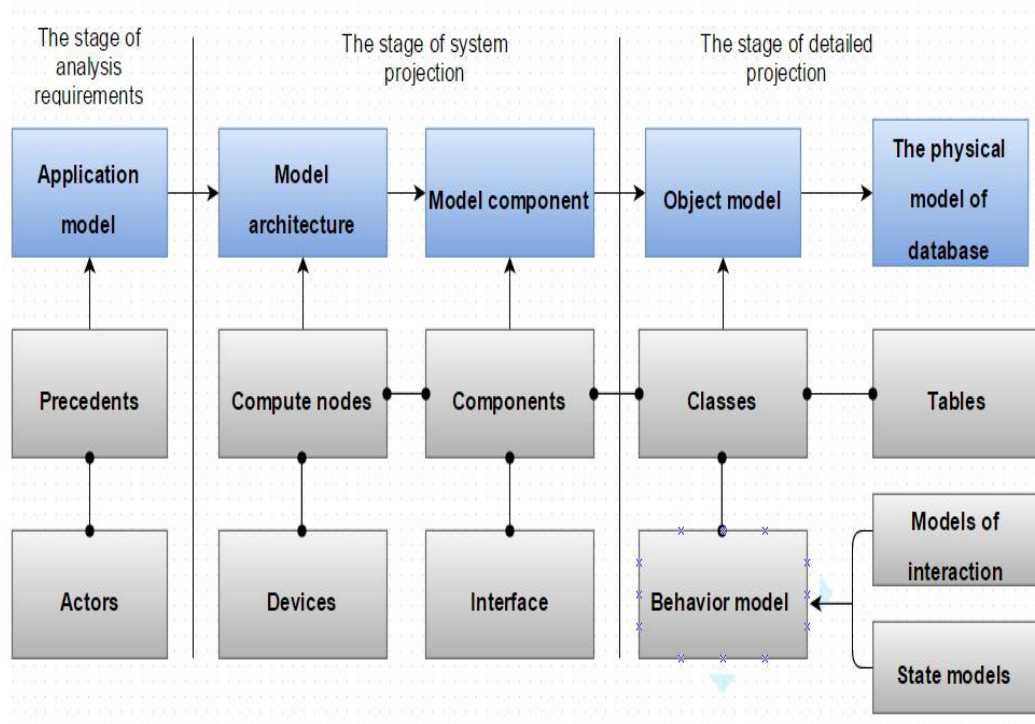 The stage of
analysis
requirements
The stage of system
projection
The stage of detailed
projection
Application
model
Model
architecture
Model component
Object model
The physical
model of
database
Precedents
Compute nodes
Components
Classes
Tables
Actors
Devices
Interface
Behavior model
Models of
interaction
State models